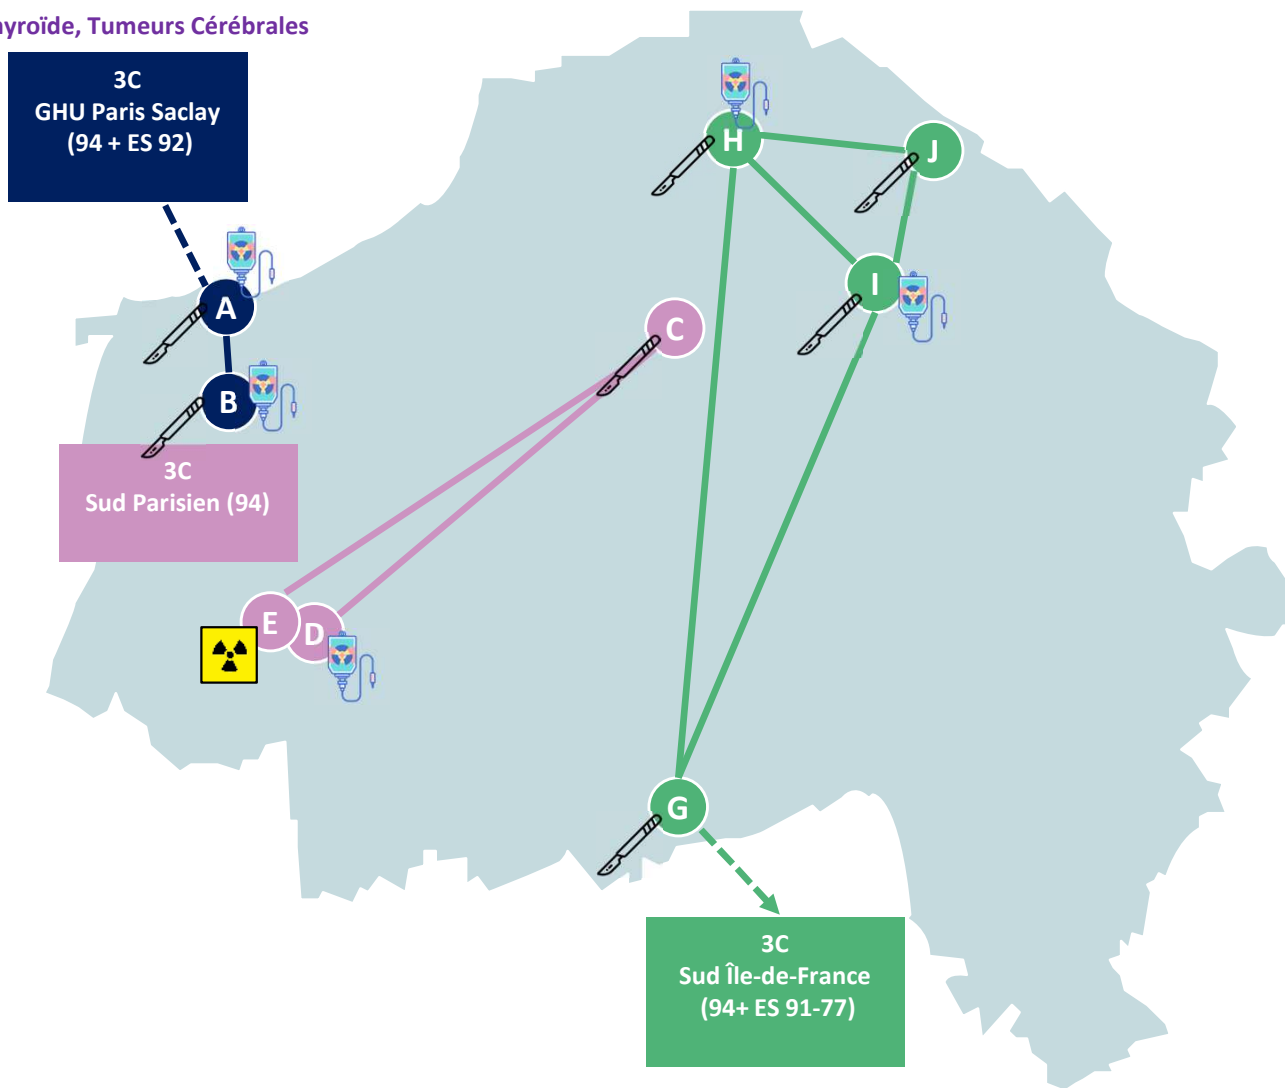 Tumeurs Cérébrales
3C
GHU Paris Saclay
(94 + ES 92)
H
J
A
I
C
B
3C
Sud Parisien (94)
E
D
G
3C
Sud Île-de-France
(94+ ES 91-77)